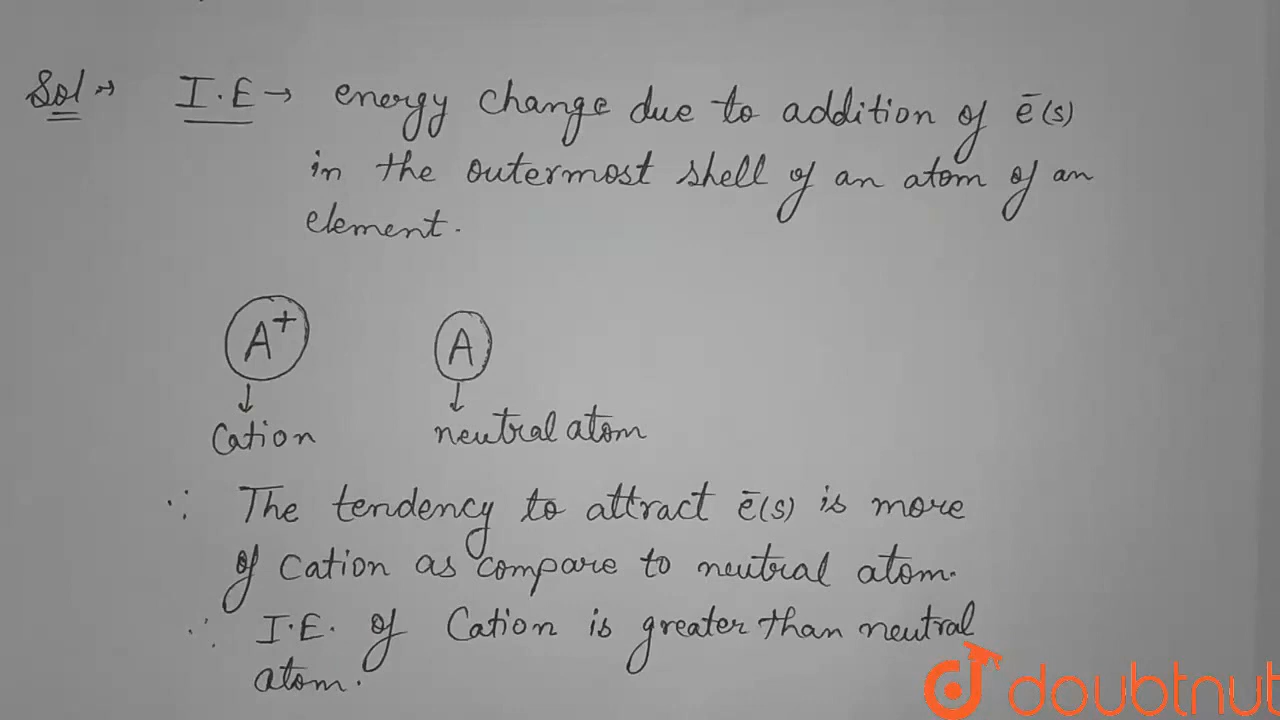 Sol→ I.E→ energy change due to addition of ē(s)
in the outermost shell of an atom of an
element.
A+ A
↓ ↓
Cation neutral atom
∵ The tendency to attract ē(s) is more
of cation as compare to neutral atom.
∴ I.E. of Cation is greater than neutral
atom.
doubtnut